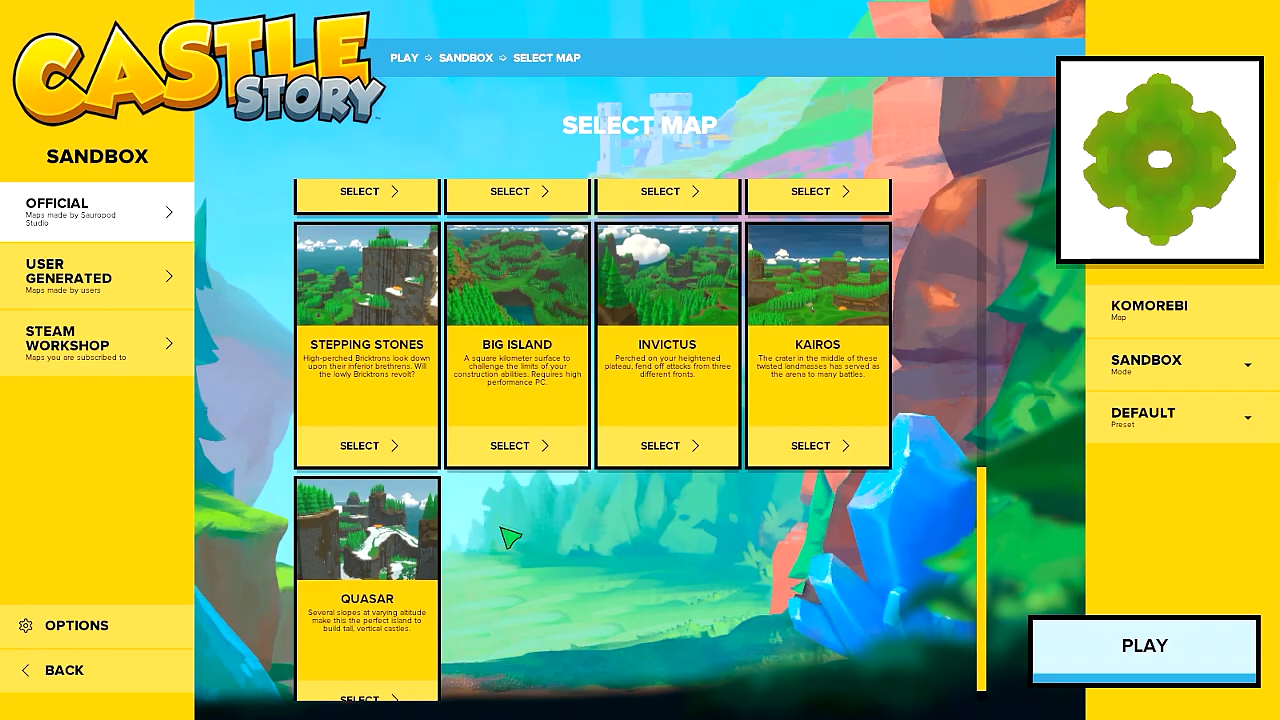 CASTLE
STORY
PLAY ➩ SANDBOX ➩ SELECT MAP
SELECT MAP
SANDBOX
OFFICIAL
Maps made by Sauropod
Studio
USER
GENERATED
Maps made by users
STEAM
WORKSHOP
Maps you are subscribed to
OPTIONS
BACK
SELECT
SELECT
SELECT
SELECT
STEPPING STONES
High-perched Bricktrons look down
upon their inferior brethrens. Will
the lowly Bricktrons revolt?
SELECT
BIG ISLAND
A square kilometer surface to
challenge the limits of your
construction abilities. Requires high
performance PC.
SELECT
INVICTUS
Perched on your heightened
plateau, fend off attacks from three
different fronts.
SELECT
KAIROS
The crater in the middle of these
twisted landmasses has served as
the arena to many battles.
SELECT
QUASAR
Several slopes at varying altitude
make this the perfect island to
build tall, vertical castles.
SELECT
KOMOREBI
Map
SANDBOX
Mode
DEFAULT
Preset
PLAY